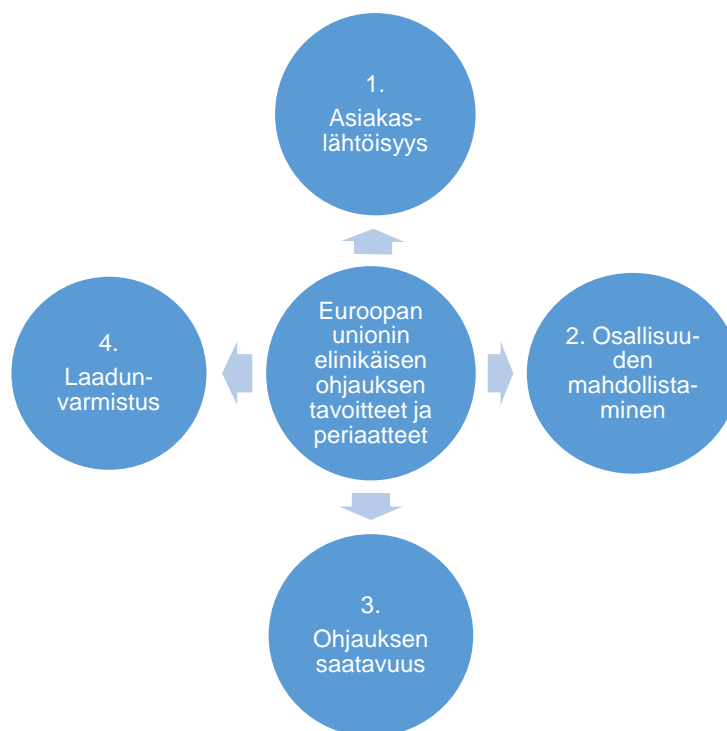 1.
Asiakas-
lähtöisyys
Euroopan
unionin
elinikäisen
ohjauksen
tavoitteet ja
periaatteet
2. Osallisuu-
den
mahdollista-
minen
3.
Ohjauksen
saatavuus
4.
Laadun-
varmistus